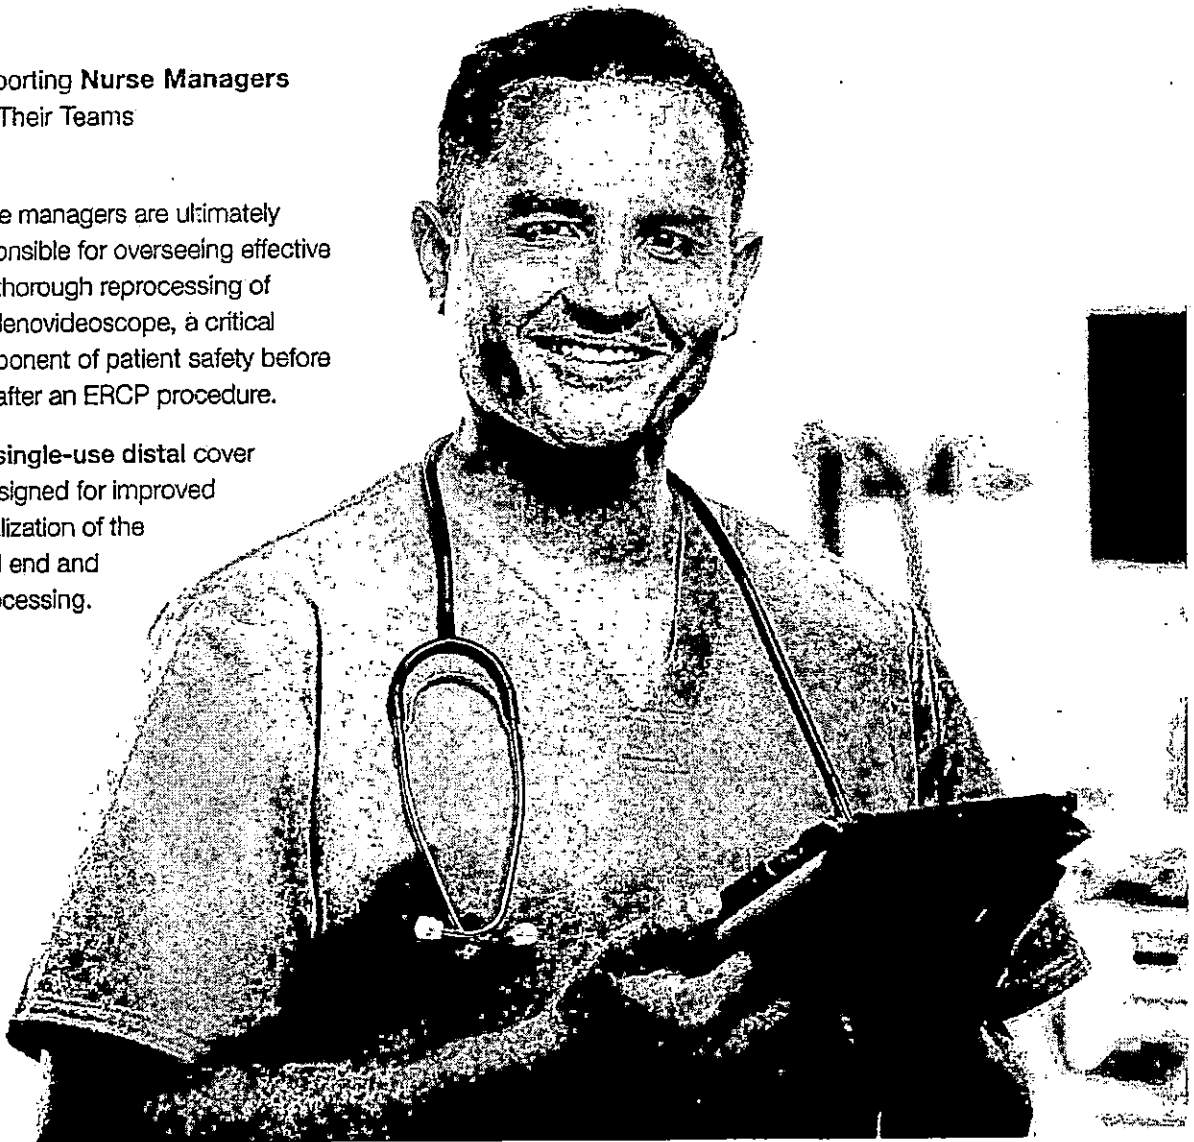 porting Nurse Managers
Their Teams
e managers are ultimately
onsible for overseeing effective
thorough reprocessing of
denovideoscope, a critical
ponent of patient safety before
after an ERCP procedure.
single-use distal cover
signed for improved
lization of the
l end and
ocessing.